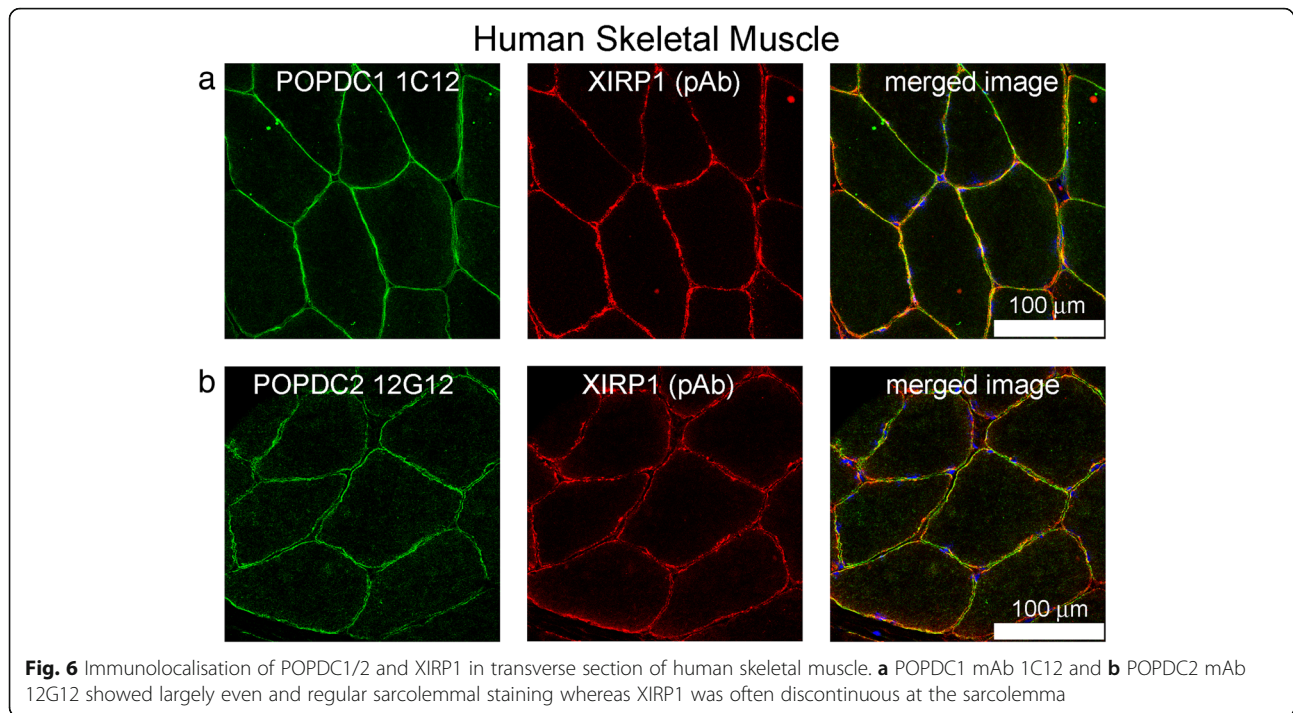 Human Skeletal Muscle
a
POPDC1 1C12
XIRP1 (pAb)
merged image
100 μm
b
POPDC2 12G12
XIRP1 (pAb)
merged image
100 μm
Fig. 6 Immunolocalisation of POPDC1/2 and XIRP1 in transverse section of human skeletal muscle. a POPDC1 mAb 1C12 and b POPDC2 mAb
12G12 showed largely even and regular sarcolemmal staining whereas XIRP1 was often discontinuous at the sarcolemma